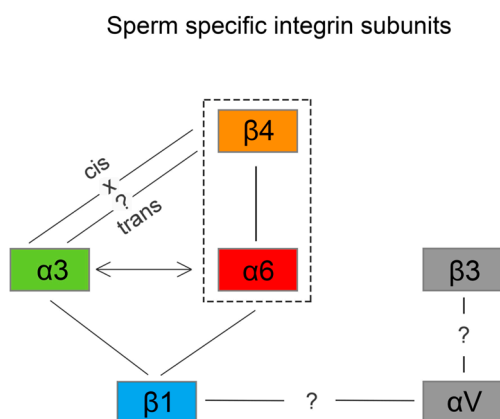 Sperm specific integrin subunits
β4
cis
x
?
trans
α3
α6
β3
?
β1
?
αV